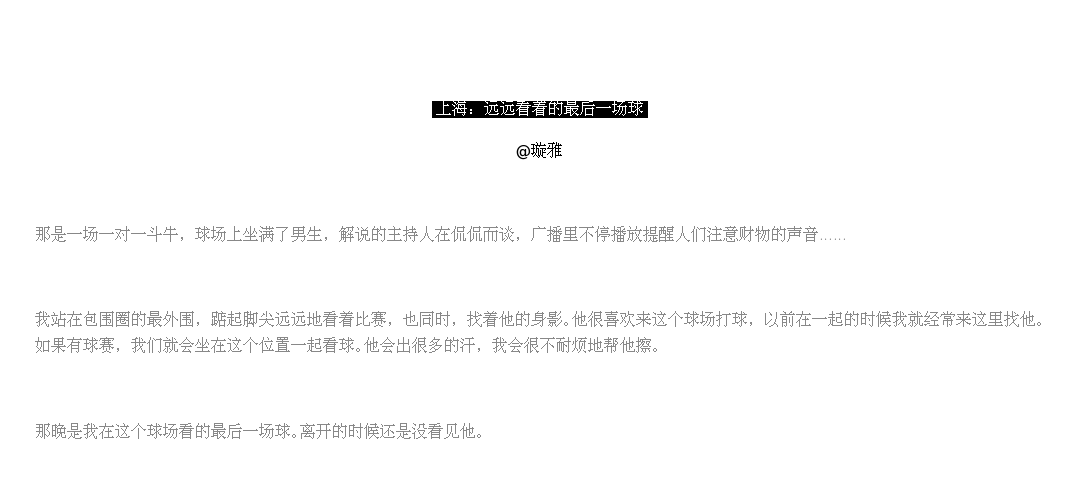 上海：远远看着的最后一场球
@璇雅
那是一场一对一斗牛，球场上坐满了男生，解说的主持人在侃侃而谈，广播里不停播放提醒人们注意财物的声音……
我站在包围圈的最外围，踮起脚尖远远地看着比赛，也同时，找着他的身影。他很喜欢来这个球场打球，以前在一起的时候我就经常来这里找他。
如果有球赛，我们就会坐在这个位置一起看球。他会出很多的汗，我会很不耐烦地帮他擦。
那晚是我在这个球场看的最后一场球。离开的时候还是没看见他。